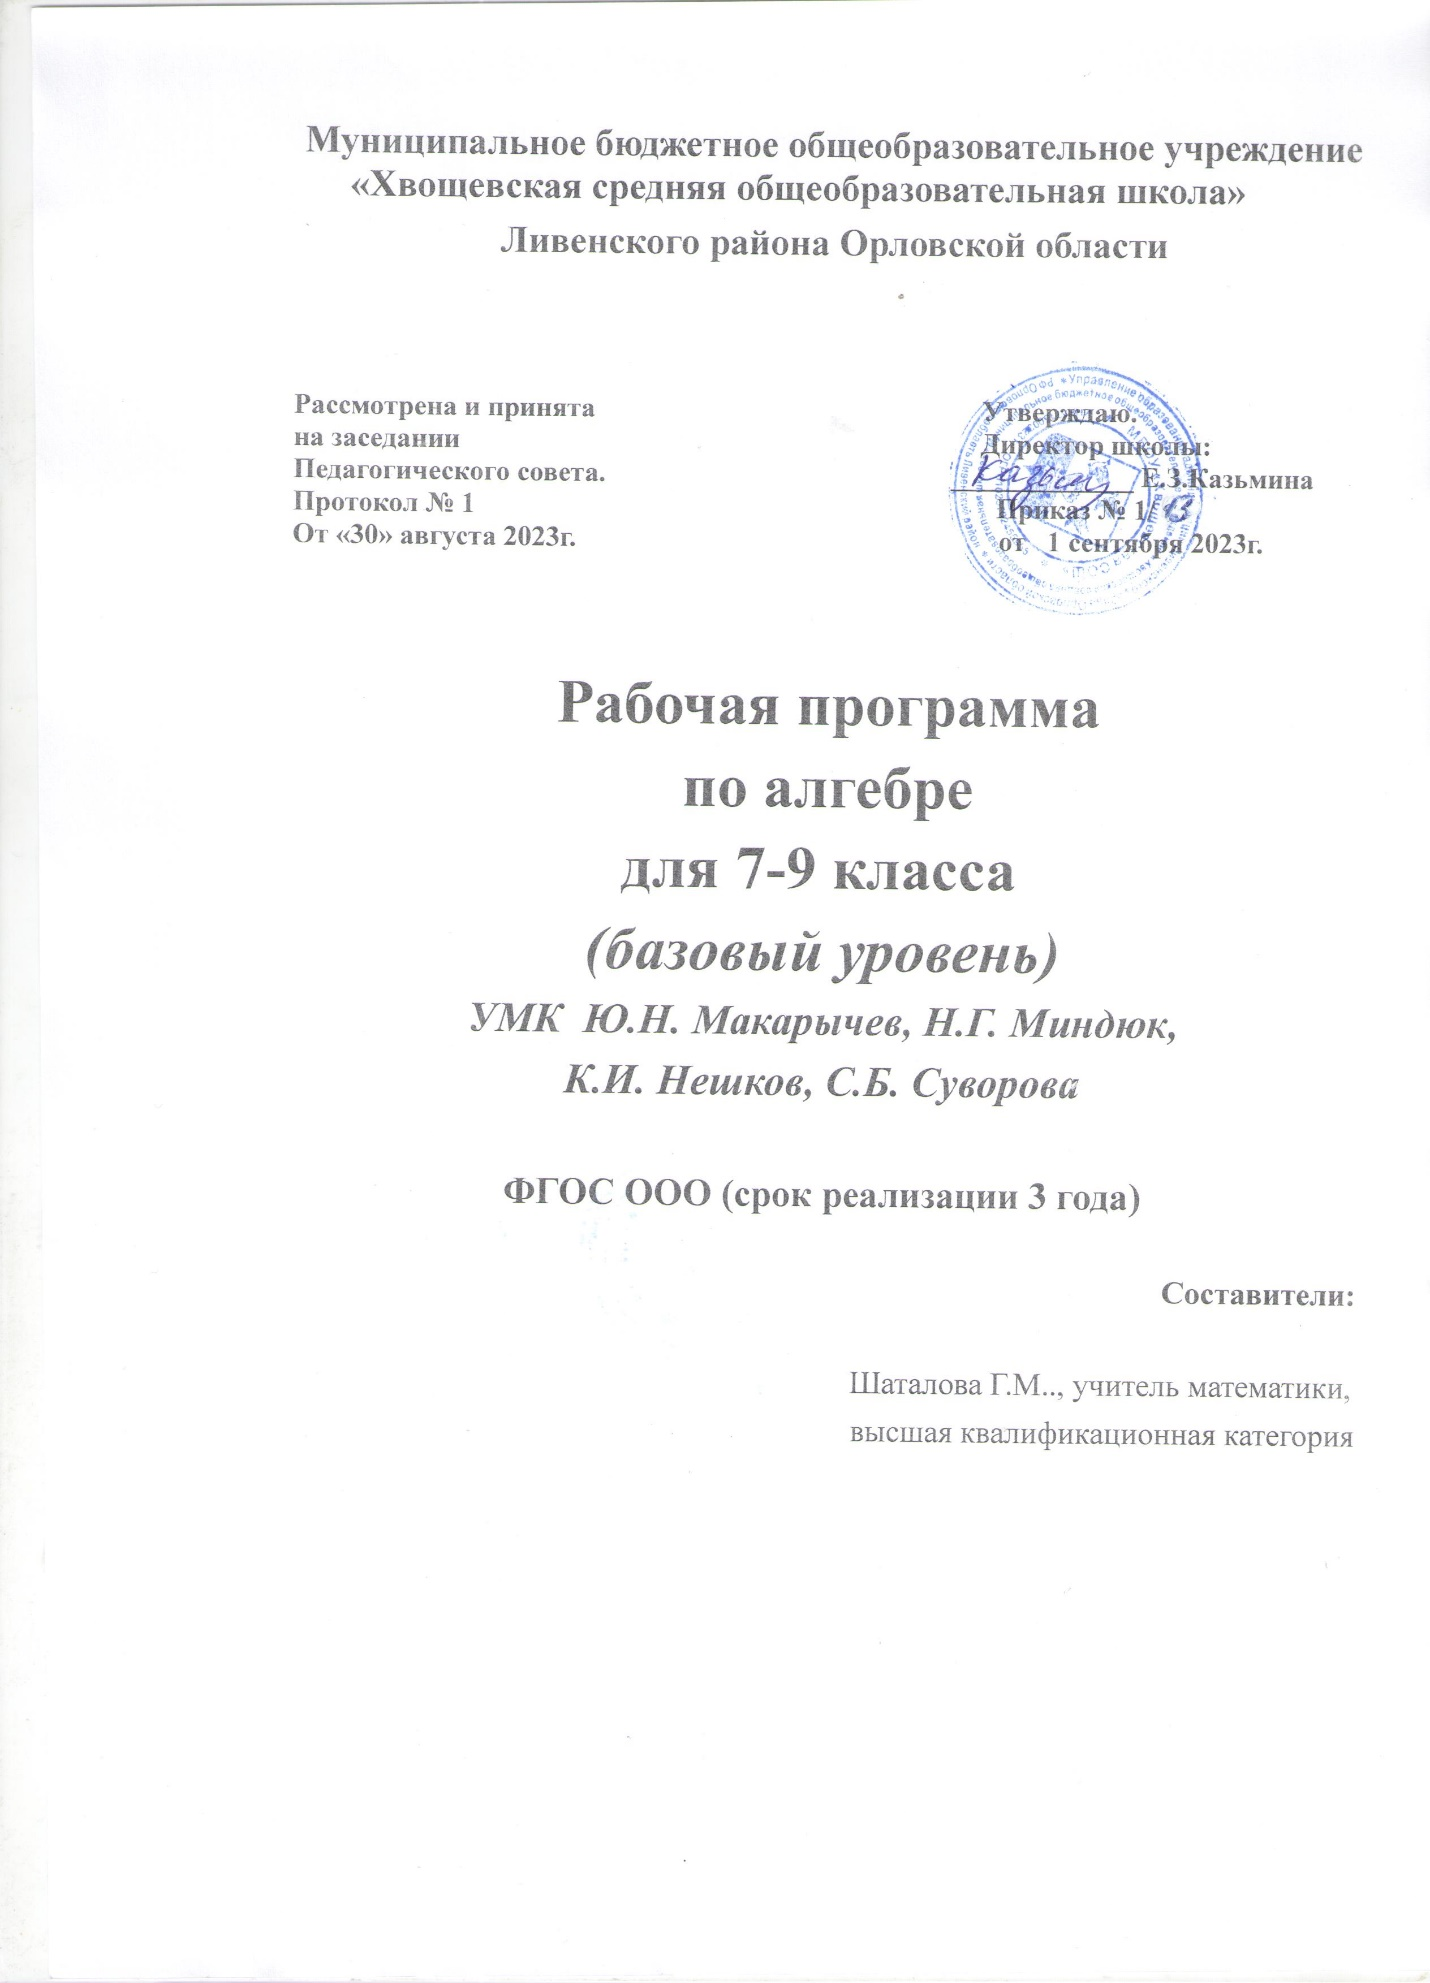 Муниципальное бюджетное общеобразовательное учреждение
«Хвощевская средняя общеобразовательная школа»
Ливенского района Орловской области
Рассмотрена и принята
на заседании
Педагогического совета.
Протокол № 1
От «30» августа 2023г.
Утверждаю.
Директор школы:
Е.З.Казьмина
Приказ № 1
от 1 сентября 2023г.
Рабочая программа
по алгебре
для 7-9 класса
(базовый уровень)
УМК Ю.Н. Макарычев, Н.Г. Миндюк,
К.И. Нешков, С.Б. Суворова
ФГОС ООО (срок реализации 3 года)
Составители:
Шаталова Г.М.., учитель математики,
высшая квалификационная категория